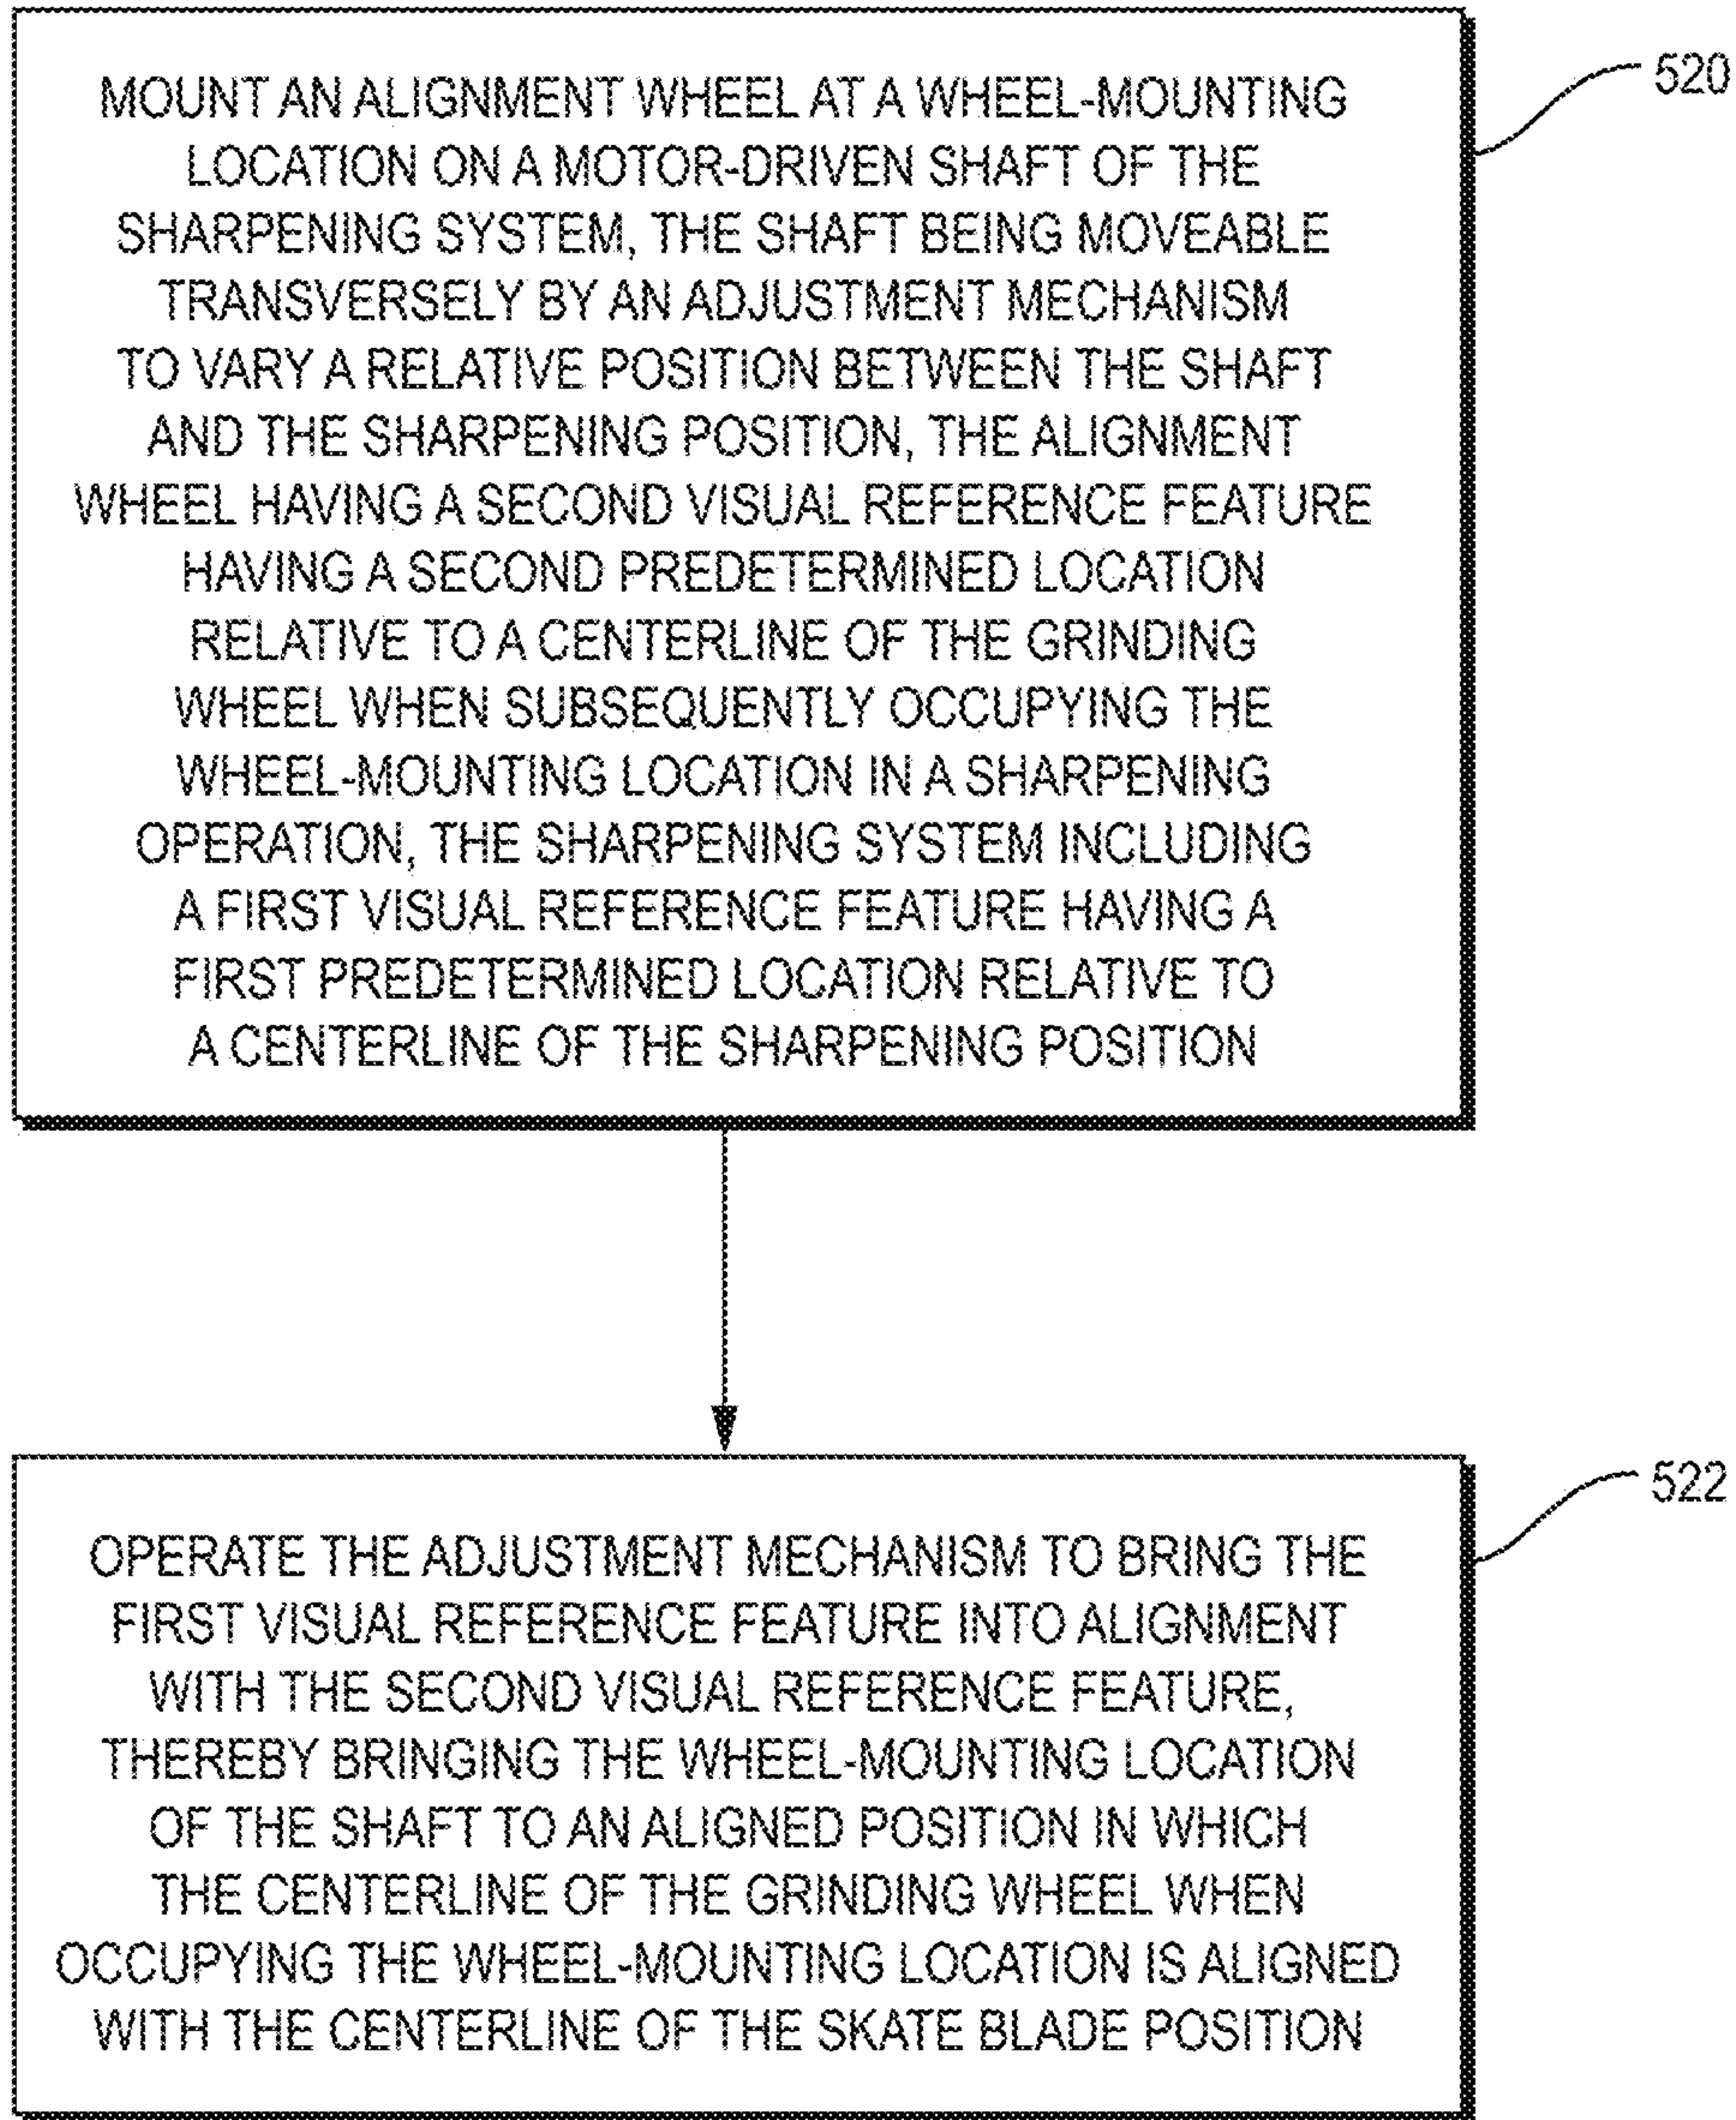 MOUNT AN ALIGNMENT WHEEL AT A WHEEL-MOUNTING
LOCATION ON A MOTOR-DRIVEN SHAFT OF THE
SHARPENING SYSTEM, THE SHAFT BEING MOVEABLE
TRANSVERSELY BY AN ADJUSTMENT MECHANISM
TO VARY A RELATIVE POSITION BETWEEN THE SHAFT
AND THE SHARPENING POSITION, THE ALIGNMENT
WHEEL HAVING A SECOND VISUAL REFERENCE FEATURE
HAVING A SECOND PREDETERMINED LOCATION
RELATIVE TO A CENTERLINE OF THE GRINDING
WHEEL WHEN SUBSEQUENTLY OCCUPYING THE
WHEEL-MOUNTING LOCATION IN A SHARPENING
OPERATION, THE SHARPENING SYSTEM INCLUDING
A FIRST VISUAL REFERENCE FEATURE HAVING A
FIRST PREDETERMINED LOCATION RELATIVE TO
A CENTERLINE OF THE SHARPENING POSITION
520
OPERATE THE ADJUSTMENT MECHANISM TO BRING THE
FIRST VISUAL REFERENCE FEATURE INTO ALIGNMENT
WITH THE SECOND VISUAL REFERENCE FEATURE,
THEREBY BRINGING THE WHEEL-MOUNTING LOCATION
OF THE SHAFT TO AN ALIGNED POSITION IN WHICH
THE CENTERLINE OF THE GRINDING WHEEL WHEN
OCCUPYING THE WHEEL-MOUNTING LOCATION IS ALIGNED
WITH THE CENTERLINE OF THE SKATE BLADE POSITION
522